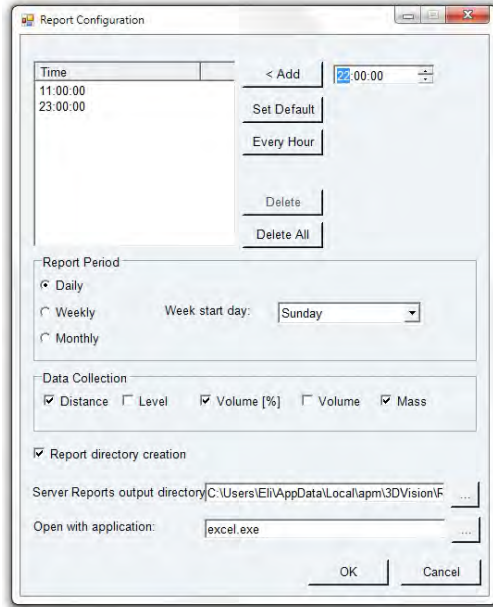 Report Configuration
Time
< Add
22:00:00
11:00:00
23:00:00
Set Default
Every Hour
Delete
Delete All
Report Period
Daily
Weekly
Week start day:
Sunday
Monthly
Data Collection
Distance
Level
Volume [%]
Volume
Mass
Report directory creation
Server Reports output directory
C:\Users\Eli\AppData\Local\apm\3DVision\R
...
Open with application:
excel.exe
...
OK
Cancel